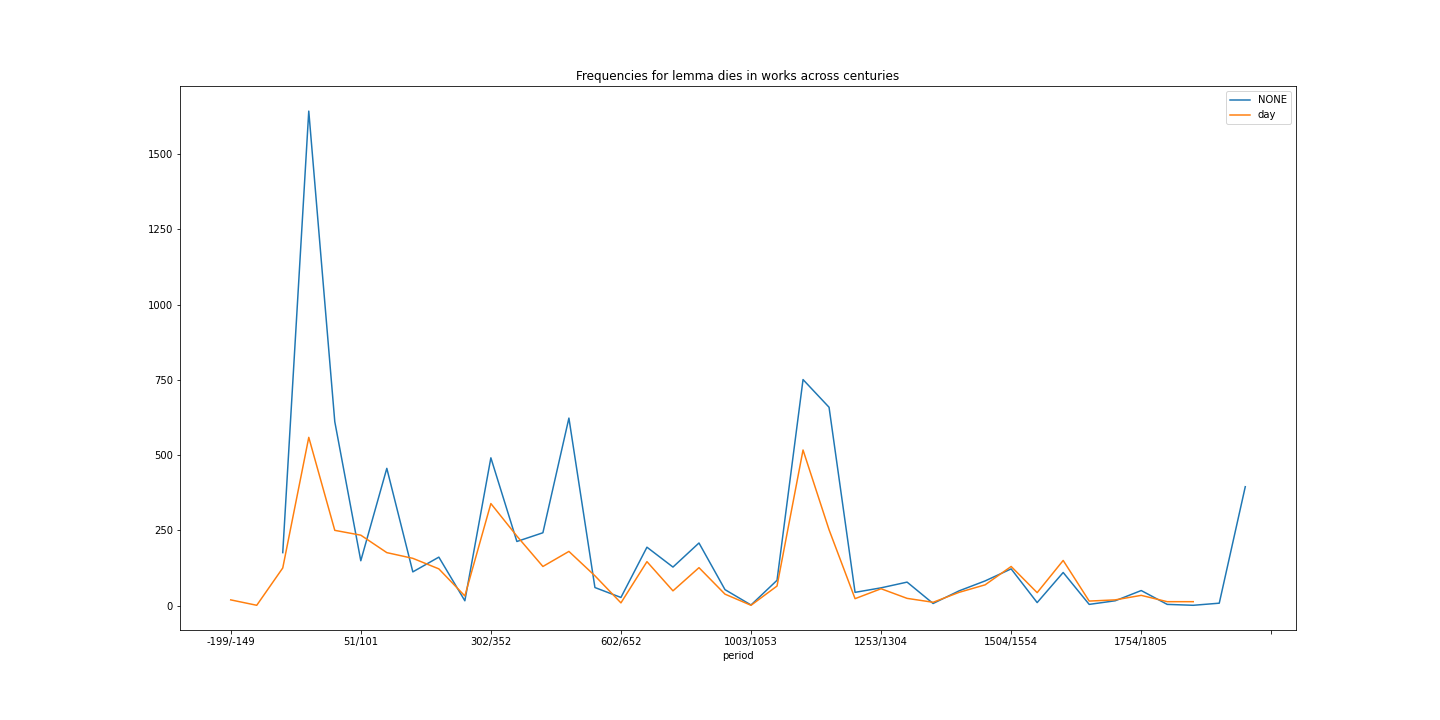 Frequencies for lemma dies in works across centuries
NONE
day
1500
1250
1000
750
500
250
0
-199/-149 51/101 302/352 602/652 1003/1053 1253/1304 1504/1554 1754/1805
period